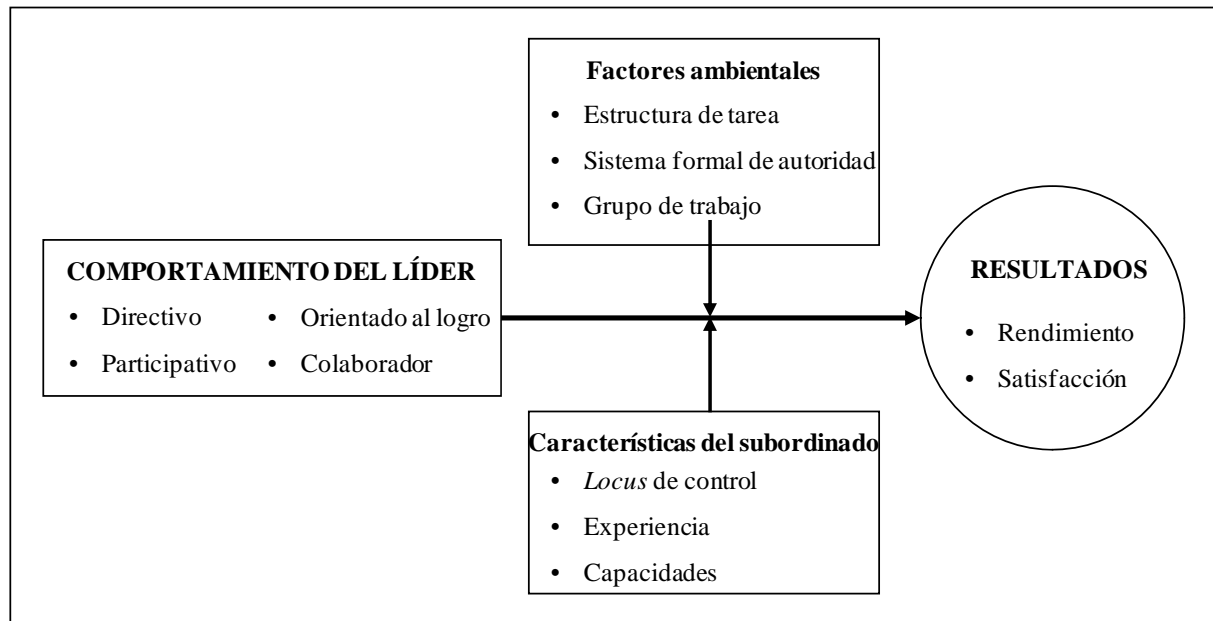 Factores ambientales
• Estructura de tarea
• Sistema formal de autoridad
• Grupo de trabajo
COMPORTAMIENTO DEL LÍDER
• Directivo
• Orientado al logro
• Participativo
• Colaborador
RESULTADOS
• Rendimiento
• Satisfacción
Características del subordinado
• Locus de control
• Experiencia
• Capacidades